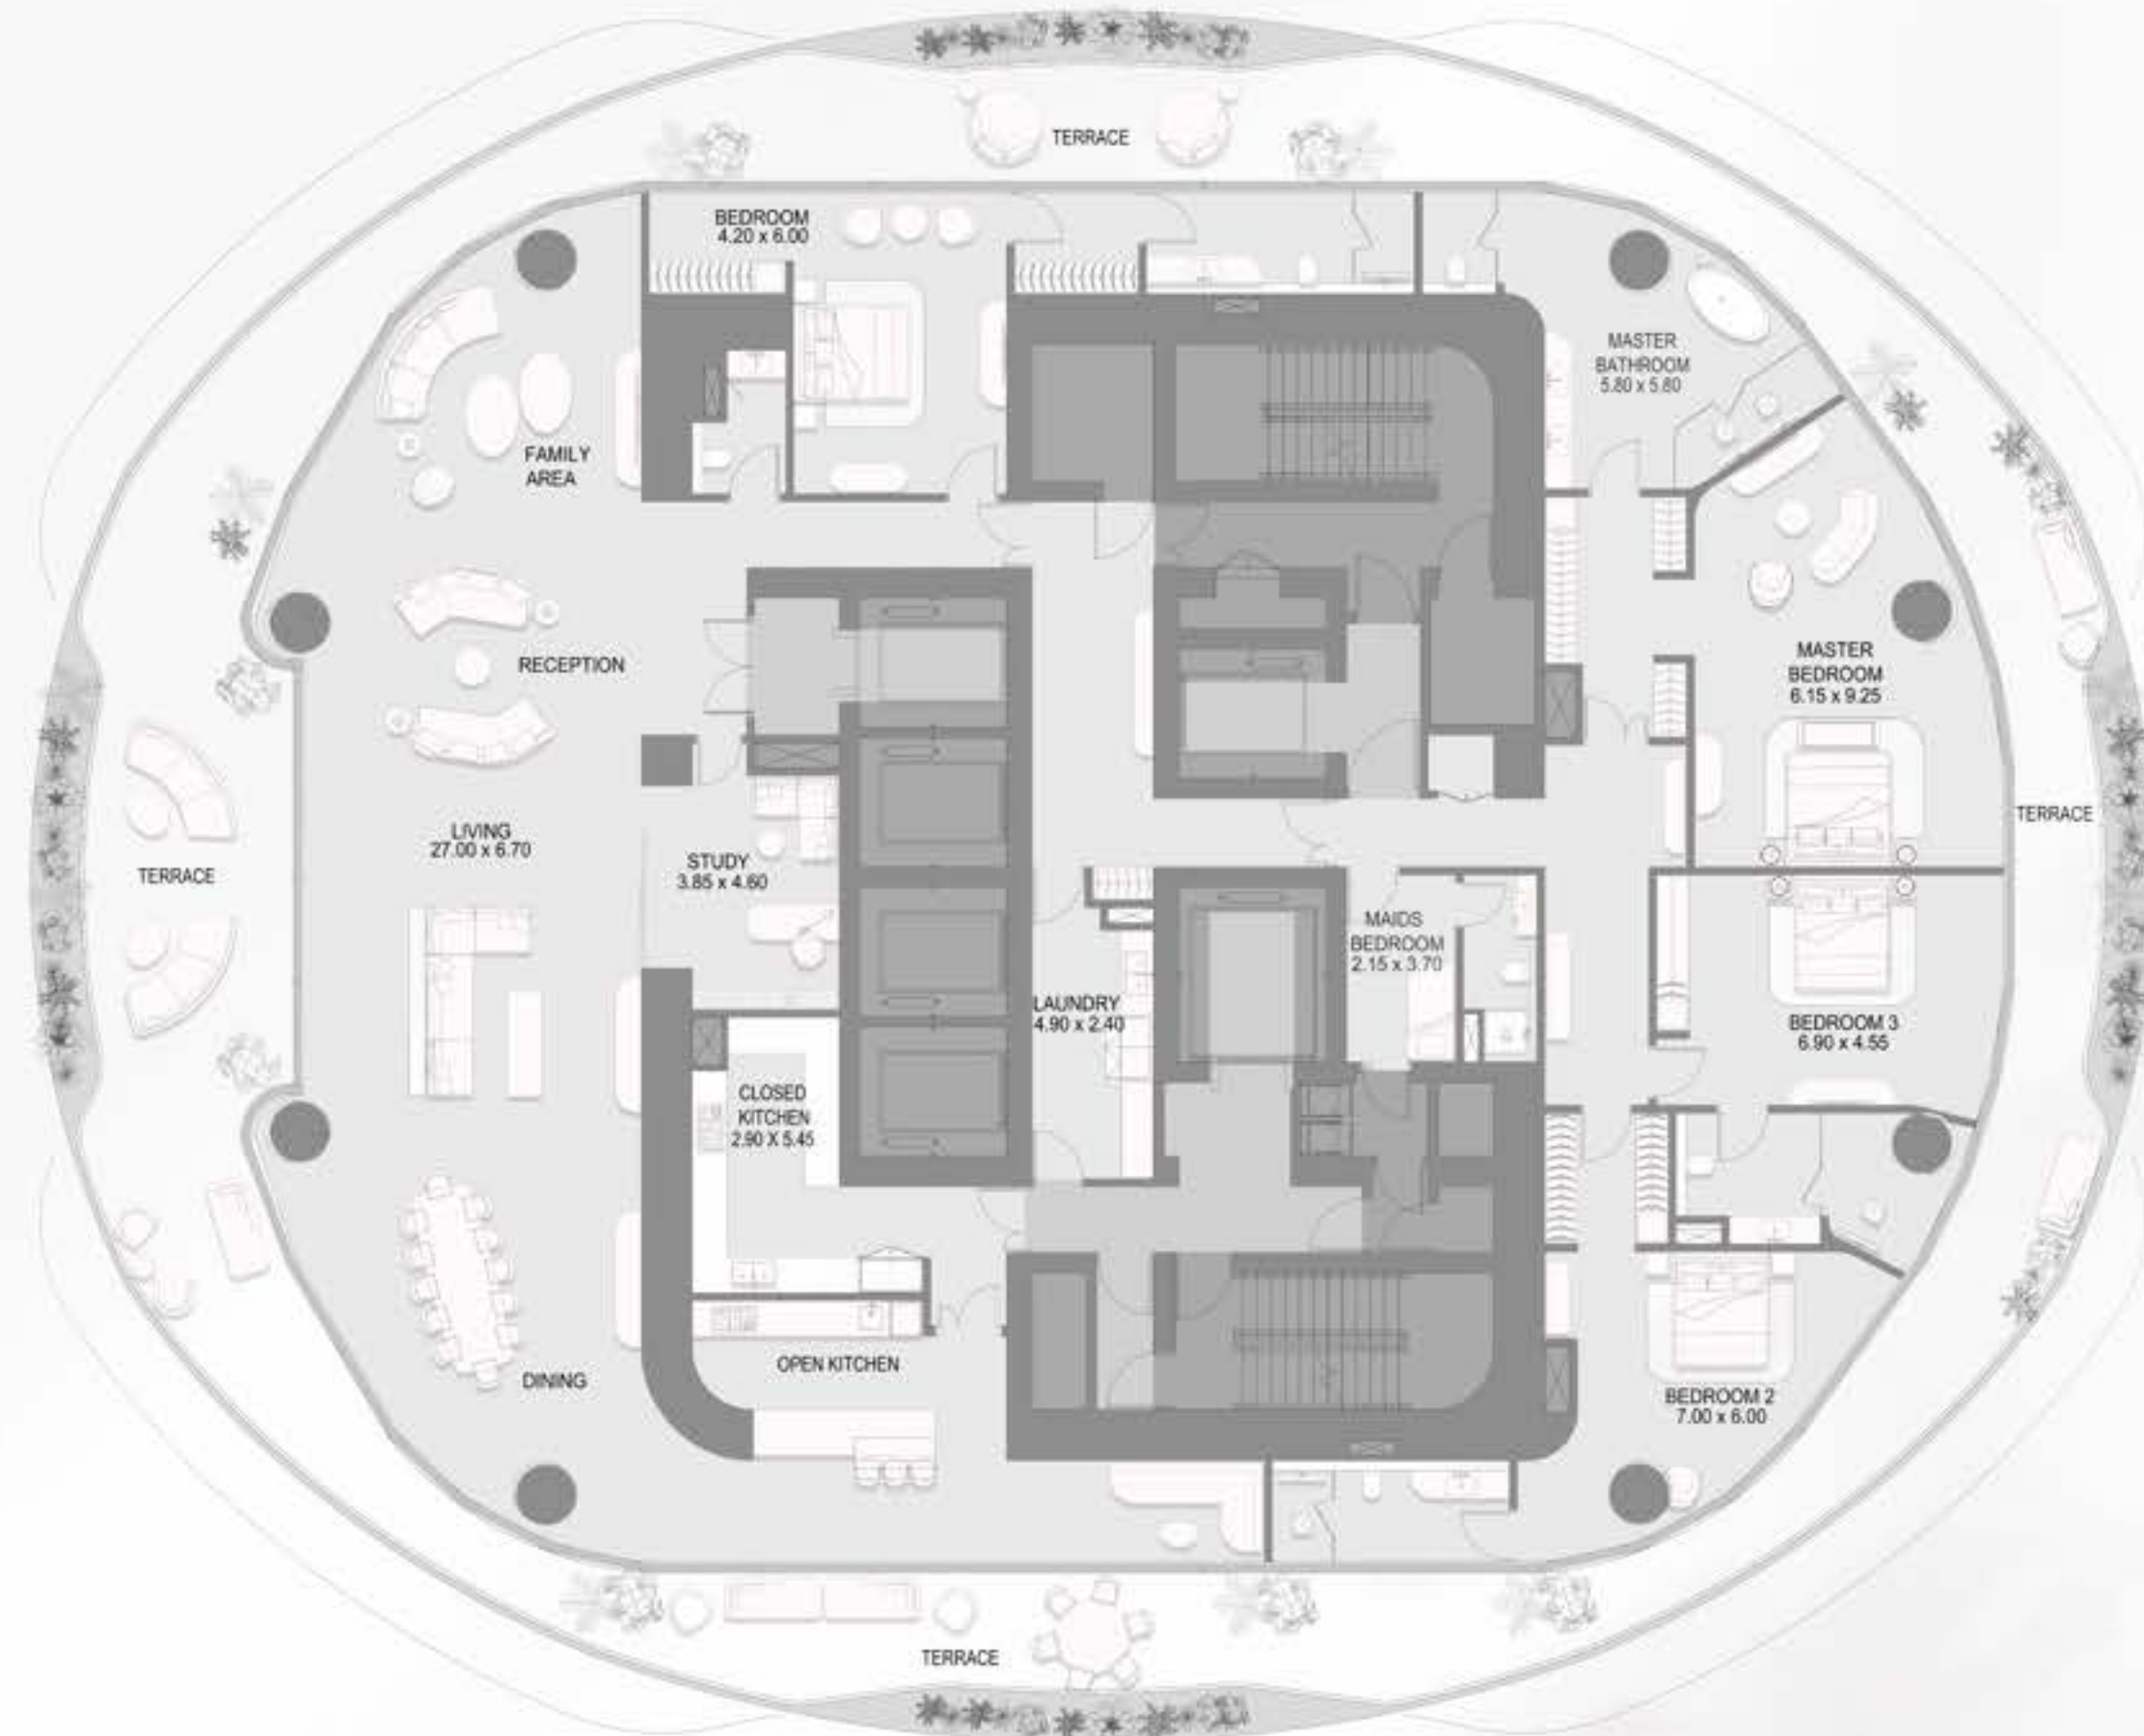 TERRACE
BEDROOM
4.20 x 6.00
MASTER
BATHROOM
5.80 x 5.80
FAMILY
AREA
RECEPTION
MASTER
BEDROOM
6.15 x 9.25
TERRACE
LIVING
27.00 x 6.70
STUDY
3.85 x 4.60
TERRACE
MAIDS
BEDROOM
2.15 x 3.70
LAUNDRY
4.90 x 2.40
BEDROOM 3
6.90 x 4.55
CLOSED
KITCHEN
2.90 X 5.45
OPEN KITCHEN
DINING
BEDROOM 2
7.00 x 6.00
TERRACE